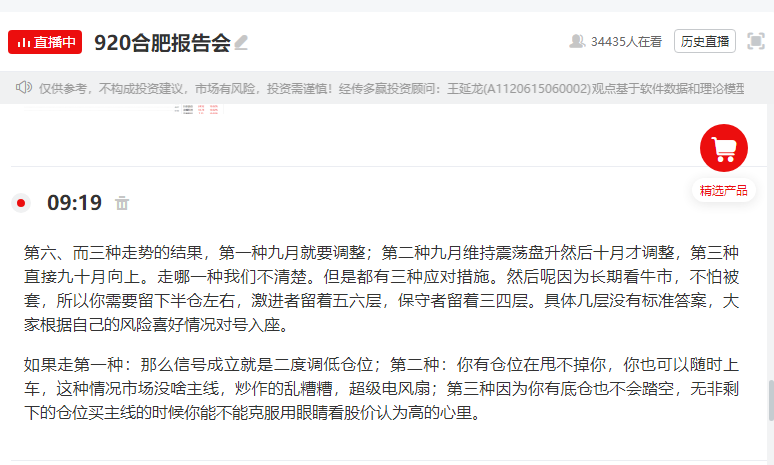 直播中
920合肥报告会
34435人在看
历史直播
仅供参考，不构成投资建议，市场有风险，投资需谨慎！经传多赢投资顾问：王延龙(A1120615060002)观点基于软件数据和理论模型
精选产品
09:19
第六、而三种走势的结果，第一种九月就要调整；第二种九月维持震荡盘升然后十月才调整，第三种
直接九十月向上。走哪一种我们不清楚。但是都有三种应对措施。然后呢因为长期看牛市，不怕被
套，所以你需要留下半仓左右，激进者留着五六层，保守者留着三四层。具体几层没有标准答案，大
家根据自己的风险喜好情况对号入座。
如果走第一种：那么信号成立就是二度调低仓位；第二种：你有仓位在甩不掉你，你也可以随时上
车，这种情况市场没啥主线，炒作的乱糟糟，超级电风扇；第三种因为你有底仓也不会踏空，无非剩
下的仓位买主线的时候你能不能克服用眼睛看股价认为高的心里。